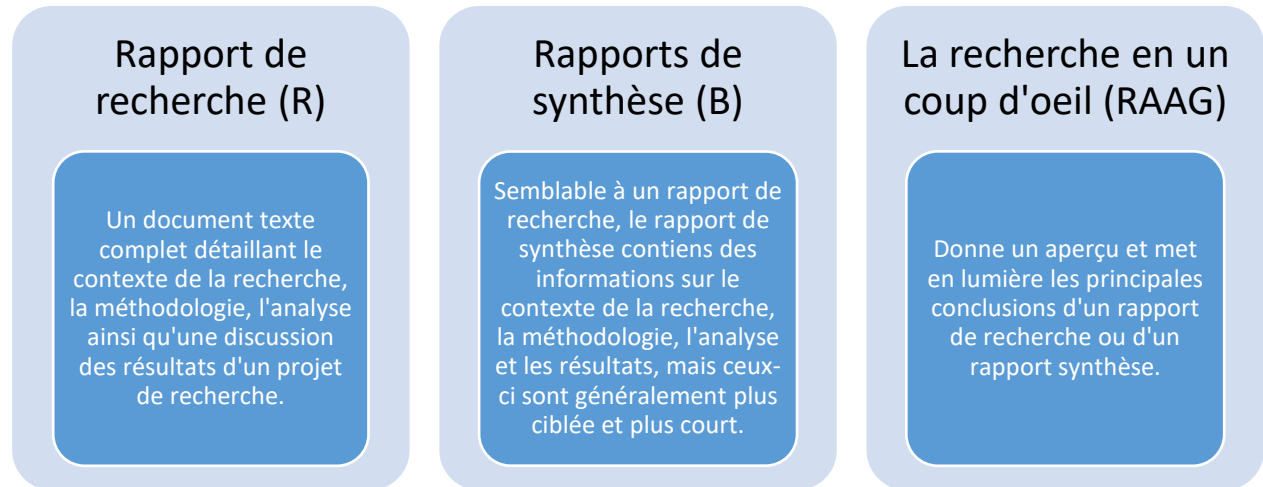 Rapport de
recherche (R)
Un document texte
complet détaillant le
contexte de la recherche,
la méthodologie, l'analyse
ainsi qu'une discussion
des résultats d'un projet
de recherche.
Rapports de
synthèse (B)
Semblable à un rapport de
recherche, le rapport de
synthèse contiens des
informations sur le
contexte de la recherche,
la méthodologie, l'analyse
et les résultats, mais ceux-
ci sont généralement plus
ciblée et plus court.
La recherche en un
coup d'oeil (RAAG)
Donne un aperçu et met
en lumière les principales
conclusions d'un rapport
de recherche ou d'un
rapport synthèse.